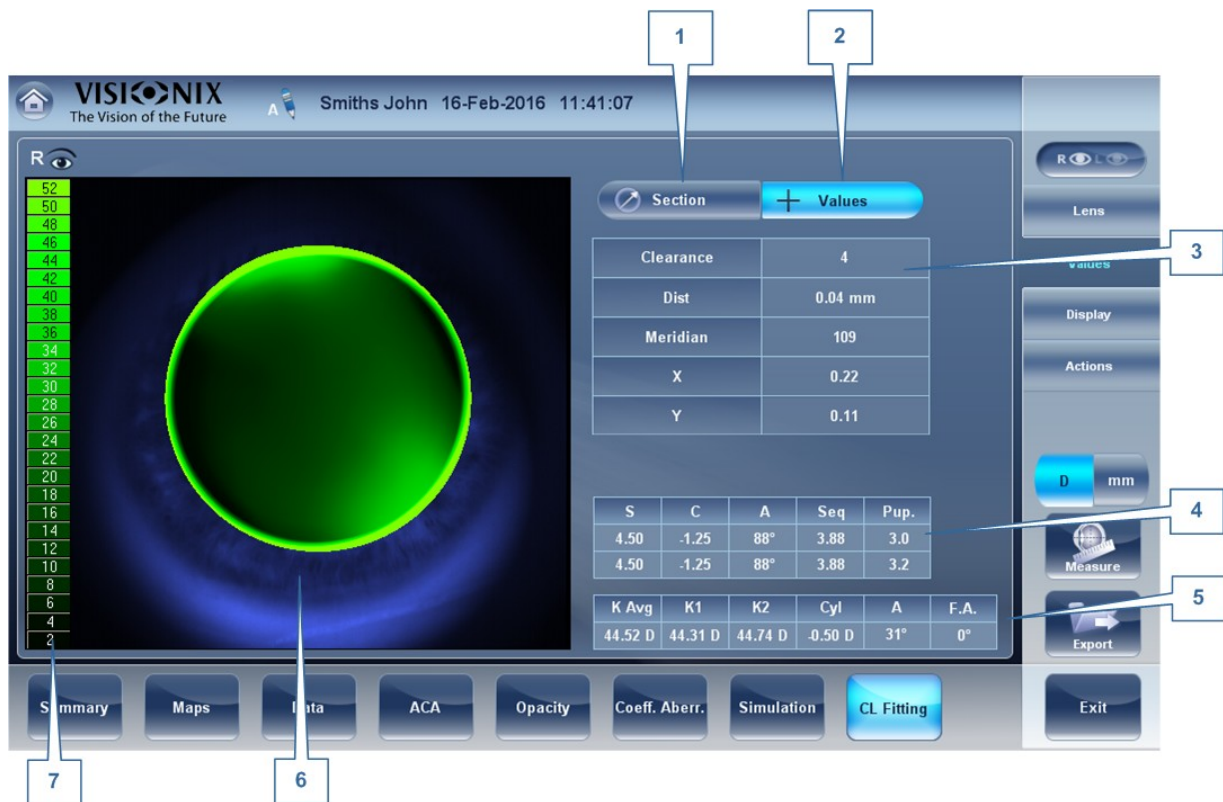 1
2
VISIONIX
The Vision of the Future
A
Smiths John 16-Feb-2016 11:41:07
R
R L
52
50
48
46
44
42
40
38
36
34
32
30
28
26
24
22
20
18
16
14
12
10
8
6
4
2
Section
Values
Clearance 4
Dist 0.04 mm
Meridian 109
X 0.22
Y 0.11
3
S C A Seq Pup.
4.50 -1.25 88° 3.88 3.0
4.50 -1.25 88° 3.88 3.2
4
K Avg K1 K2 Cyl A F.A.
44.52 D 44.31 D 44.74 D -0.50 D 31° 0°
5
Lens
Values
Display
Actions
D mm
Measure
Export
Summary Maps Data ACA Opacity Coeff. Aberr. Simulation CL Fitting Exit
7
6